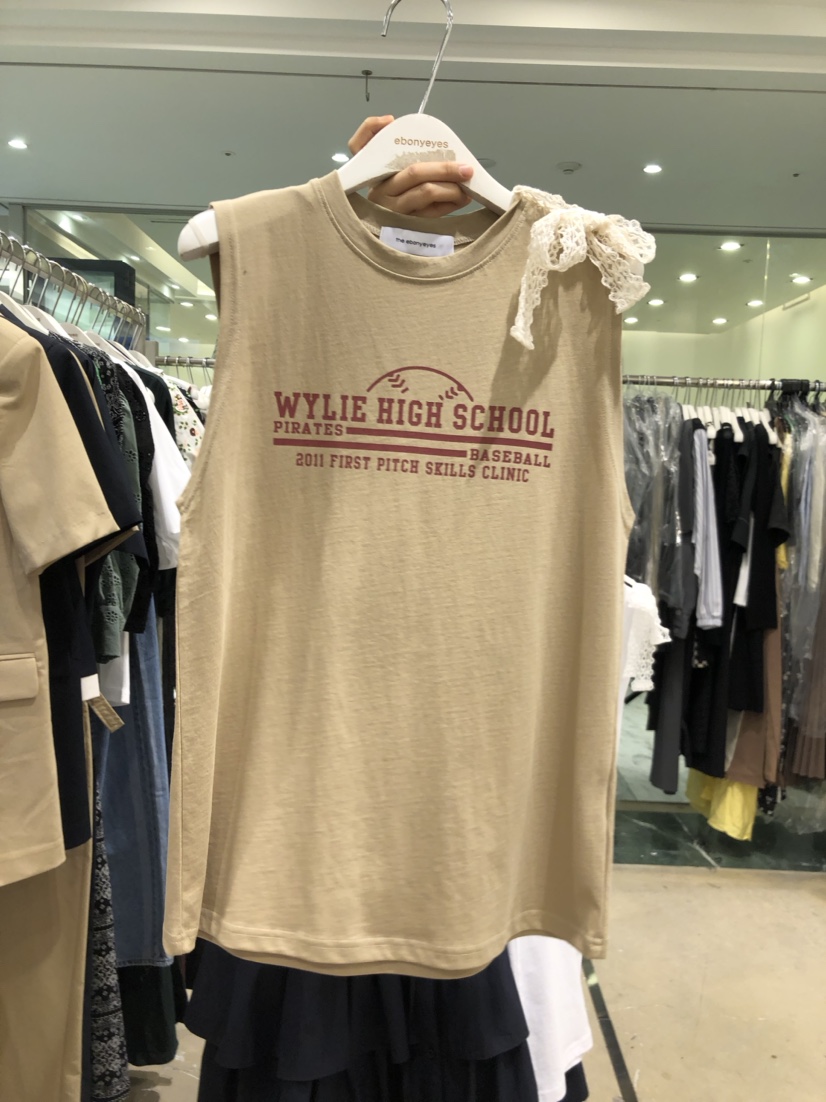 ebonyeyes
the ebonyeyes
WYLIE HIGH SCHOOL
PIRATES
BASEBALL
2011 FIRST PITCH SKILLS CLINIC